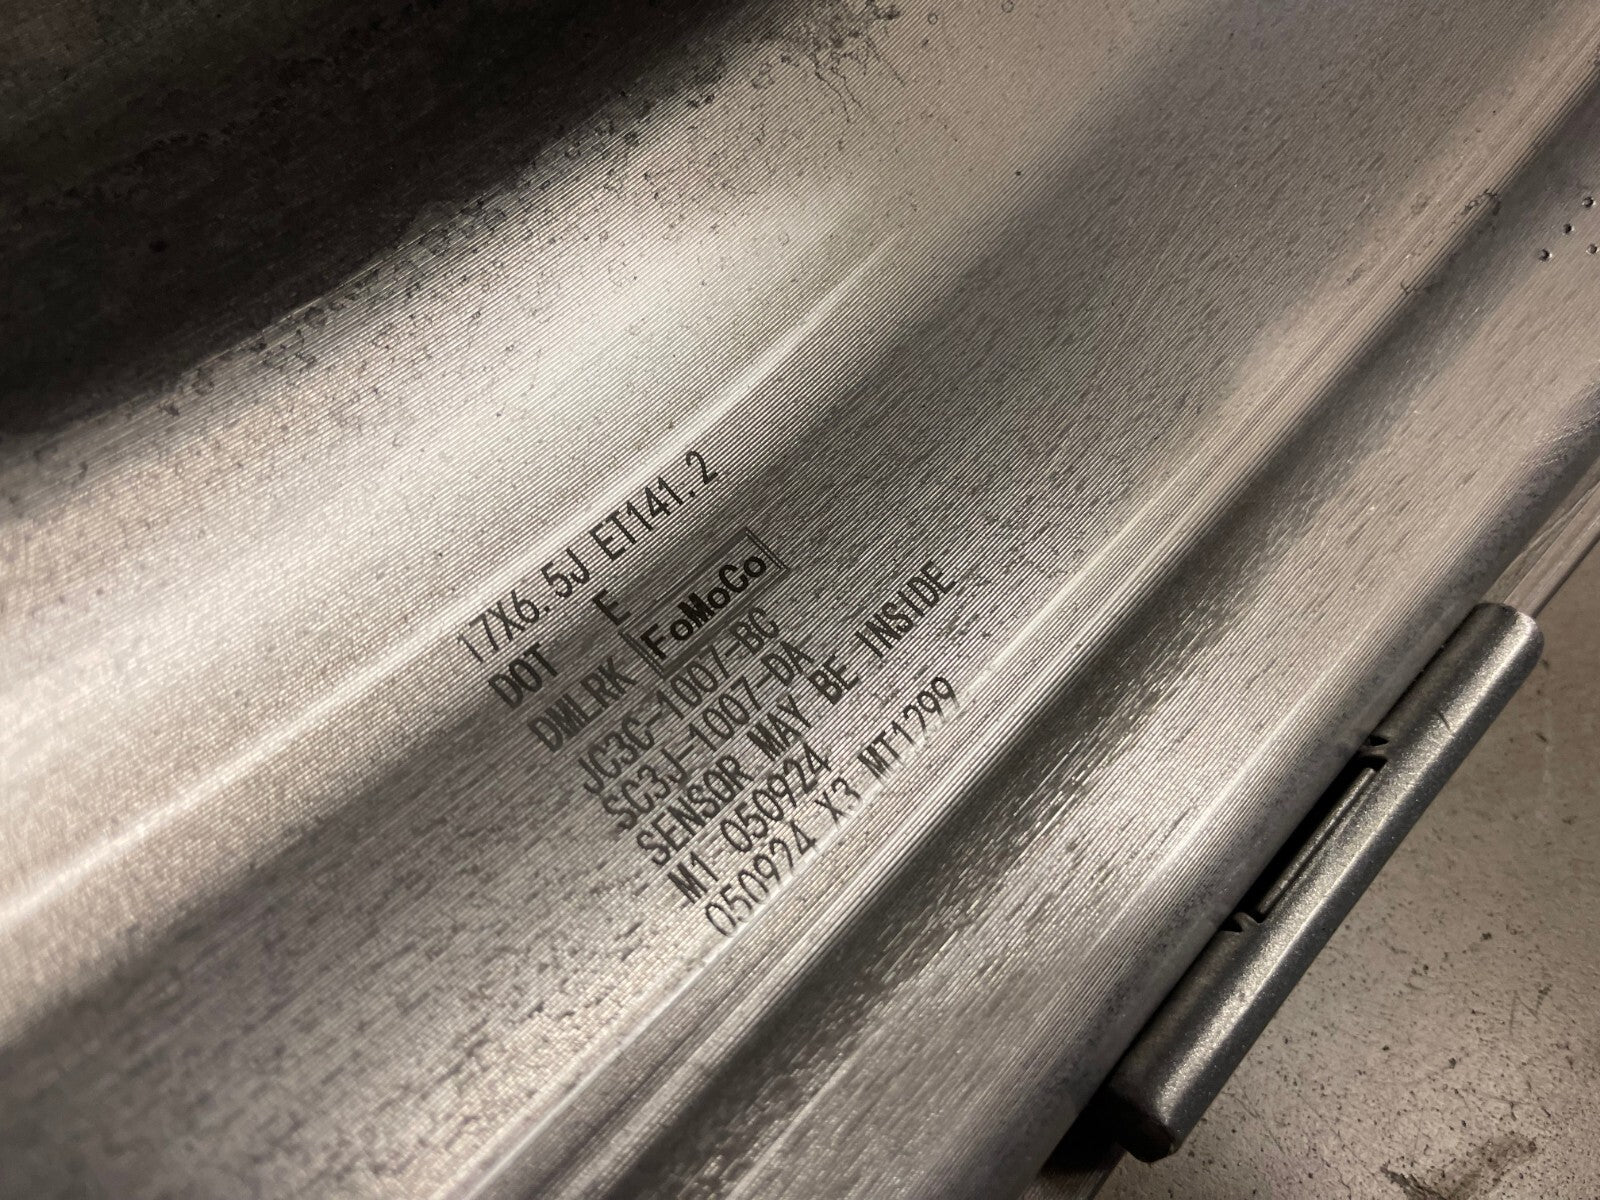 17X6.5J ET141.2
DOT E
DMLRK FoMoCo
JC3C-1007-BC
SC3J-1007-DA
SENSOR MAY BE INSIDE
M1-050924
050924 X3 MT1299